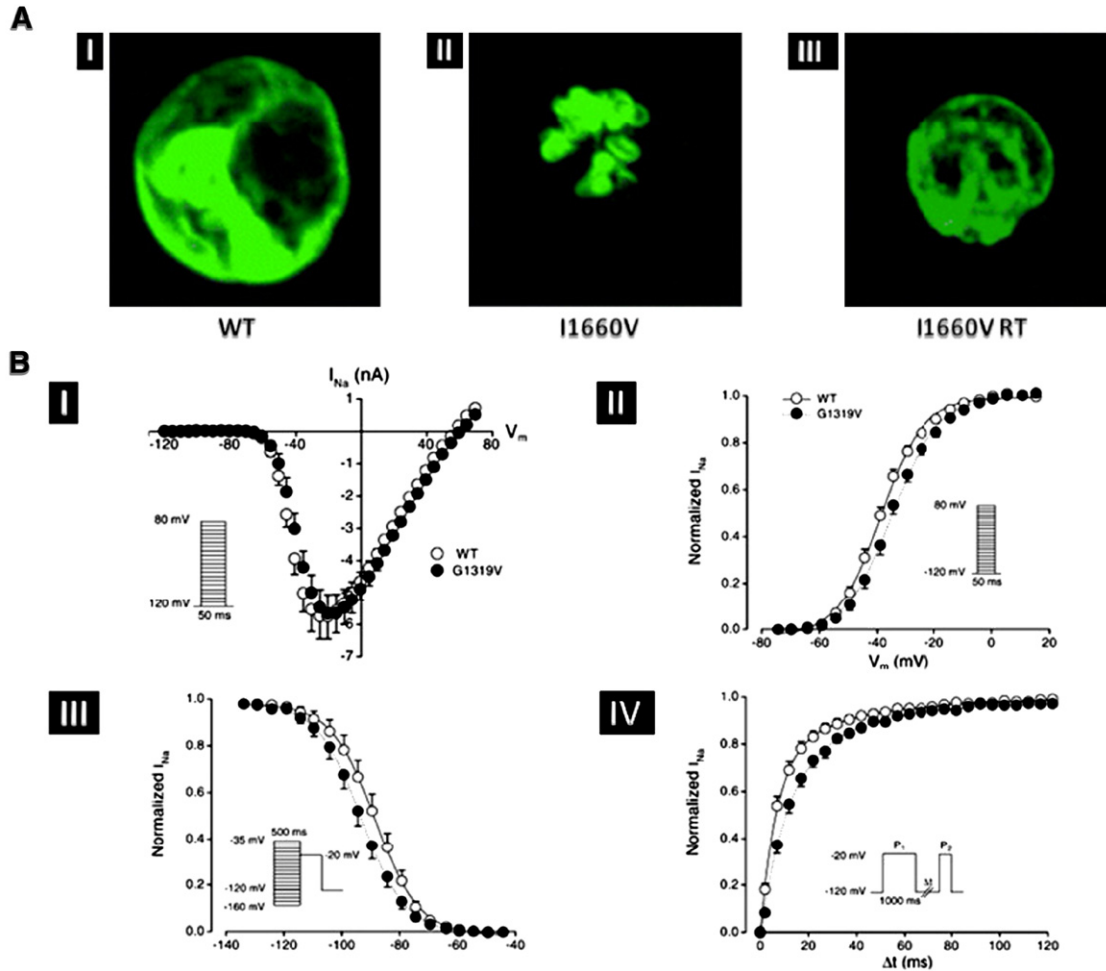 A
I
II
III
WT
I1660V
I1660V RT
B
I
I_Na (nA)
1
-120
-80
-40
40
80
V_m
-1
-2
-3
-4
-5
-6
-7
WT
G1319V
80 mV
120 mV
50 ms
II
Normalized I_Na
1.0
0.8
0.6
0.4
0.2
0.0
-80
-60
-40
-20
0
20
V_m (mV)
WT
G1319V
80 mV
-120 mV
50 ms
III
Normalized I_Na
1.0
0.8
0.6
0.4
0.2
0.0
-140
-120
-100
-80
-60
-40
500 ms
-35 mV
-20 mV
-120 mV
-160 mV
IV
Normalized I_Na
1.0
0.8
0.6
0.4
0.2
0.0
0
20
40
60
80
100
120
Δt (ms)
P1
P2
-20 mV
-120 mV
Δt
1000 ms